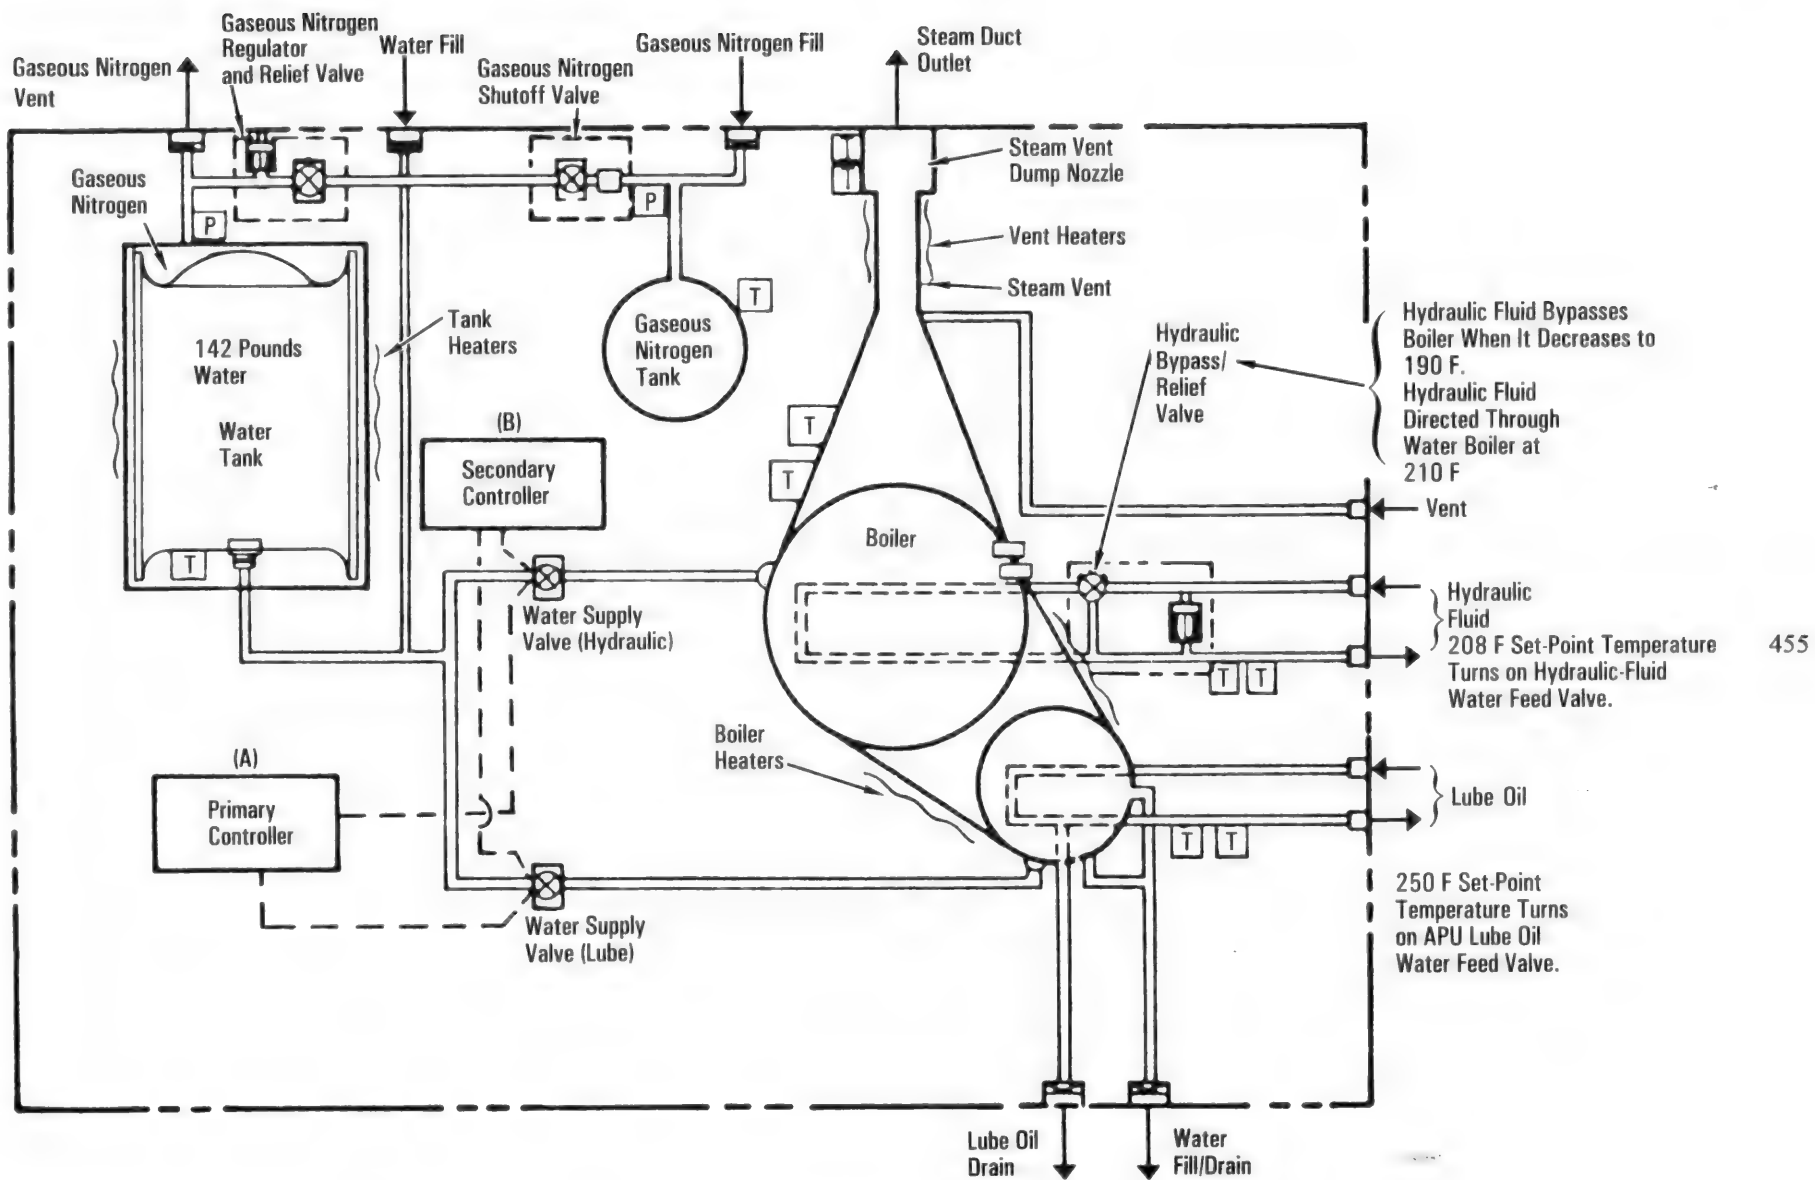 Gaseous Nitrogen
Vent
Gaseous Nitrogen
Regulator
and Relief Valve
Water Fill
Gaseous Nitrogen
Shutoff Valve
Gaseous Nitrogen Fill
Steam Duct
Outlet
Gaseous
Nitrogen
P
P
T
T
Steam Vent
Dump Nozzle
Vent Heaters
Steam Vent
Tank
Heaters
142 Pounds
Water
Water
Tank
T
Gaseous
Nitrogen
Tank
T
Hydraulic
Bypass/
Relief
Valve
Hydraulic Fluid Bypasses
Boiler When It Decreases to
190 F.
Hydraulic Fluid
Directed Through
Water Boiler at
210 F
Vent
(B)
Secondary
Controller
T
T
Boiler
Water Supply
Valve (Hydraulic)
Hydraulic
Fluid
208 F Set-Point Temperature
Turns on Hydraulic-Fluid
Water Feed Valve.
455
T T
Boiler
Heaters
(A)
Primary
Controller
Lube Oil
T T
Water Supply
Valve (Lube)
250 F Set-Point
Temperature Turns
on APU Lube Oil
Water Feed Valve.
Lube Oil
Drain
Water
Fill/Drain